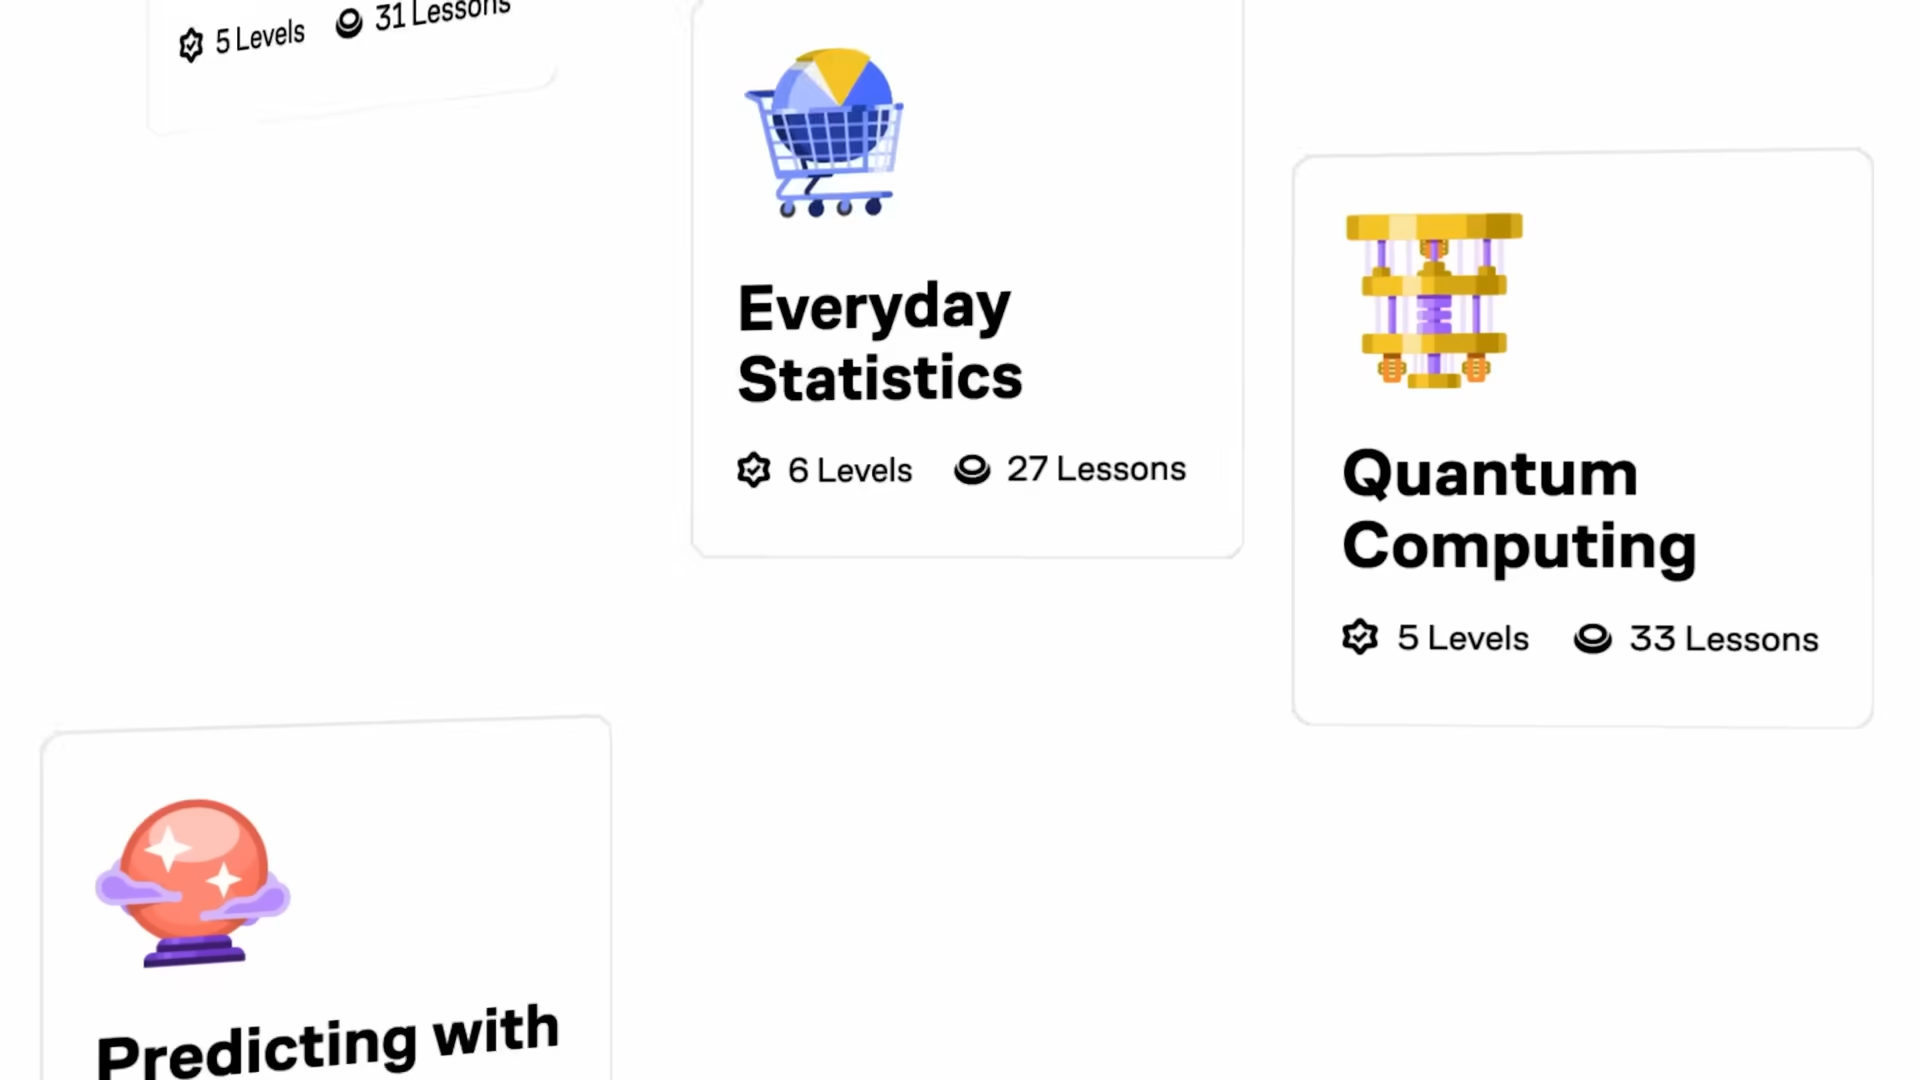 5 Levels 31 Lessons
Everyday
Statistics
6 Levels 27 Lessons
Quantum
Computing
5 Levels 33 Lessons
Predicting with